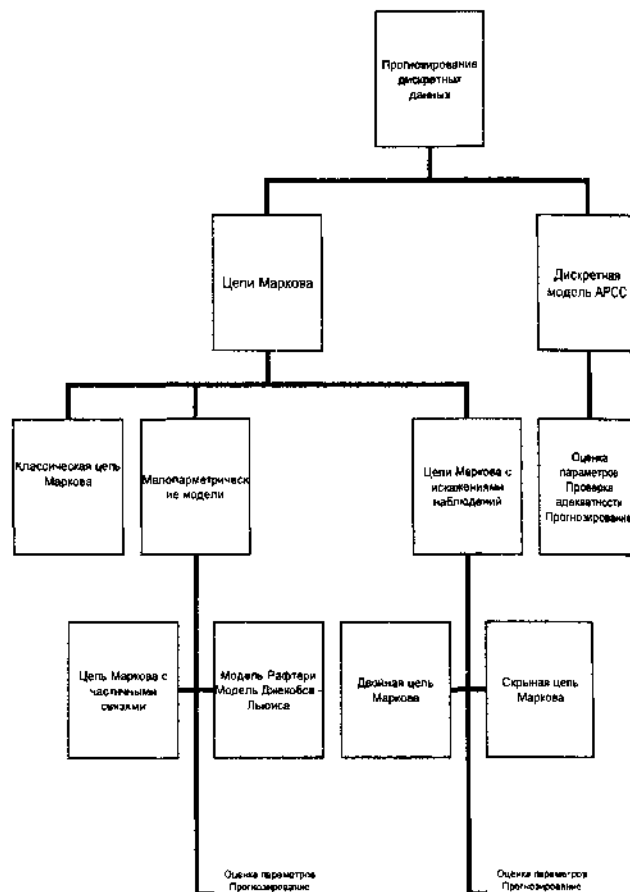 Прогнозирование
дискретных
данных
Цепи Маркова
Дискретная
модель АРСС
Классическая цепь
Маркова
Малопарметрическ
ие модели
Цепи Маркова с
искажениями
наблюдений
Оценка
параметров
Проверка
адекватности
Прогнозирование
Цепь Маркова с
частичными
связями
Модель Рафтери
Модель Джекобса -
Льюиса
Двойная цепь
Маркова
Скрыная цепь
Маркова
Оценка параметров
Прогнозирование
Оценка параметров
Прогнозирование